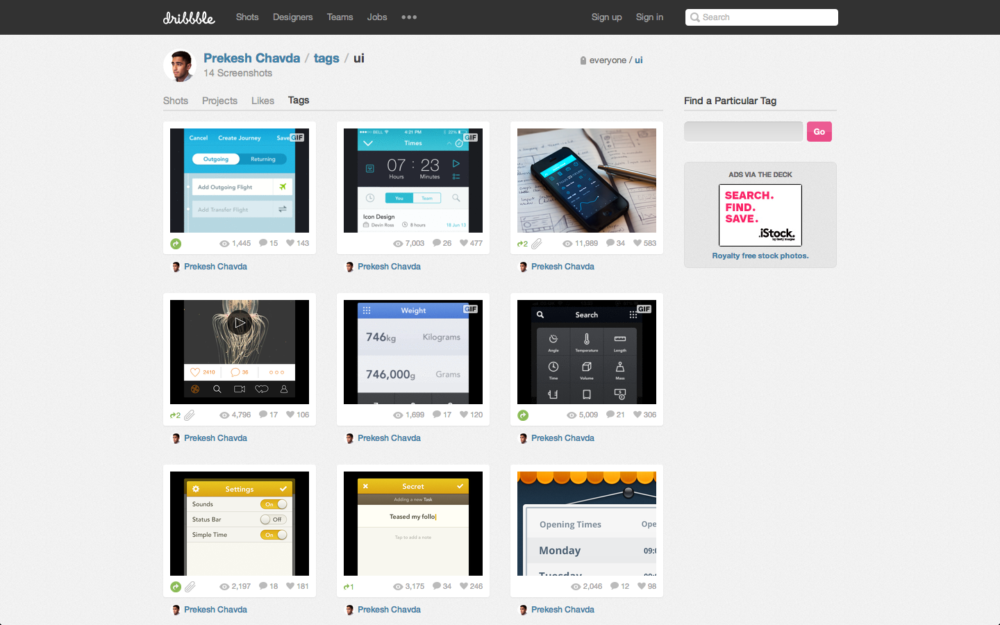 dribbble Shots Designers Teams Jobs Sign up Sign in Search
Prekesh Chavda / tags / ui
14 Screenshots
everyone / ui
Shots Projects Likes Tags
Find a Particular Tag
Go
Cancel Create Journey Save GIF
Outgoing Returning
Add Outgoing Flight
Add Transfer Flight
1,445 15 143
Prekesh Chavda
BELL 4:21 PM 22%
Times GIF
07 : 23
Hours Minutes
You Team
Icon Design
Devin Ross 8 hours 18 Jun 13
7,003 26 477
Prekesh Chavda
2 11,989 34 583
Prekesh Chavda
ADS VIA THE DECK
SEARCH.
FIND.
SAVE.
iStock.
by Getty Images
Royalty free stock photos.
2410 36
2 4,796 17 106
Prekesh Chavda
Weight GIF
746kg Kilograms
746,000g Grams
1,699 17 120
Prekesh Chavda
Search GIF
Angle Temperature Length
Time Volume Mass
5,009 21 306
Prekesh Chavda
Settings
Sounds On
Status Bar Off
Simple Time On
2,197 18 181
Prekesh Chavda
Secret
Adding a new Task
Teased my follo
Tap to add a note
1 3,175 34 246
Prekesh Chavda
Opening Times Ope
Monday 09:0
Tuesday 09:0
2,046 12 98
Prekesh Chavda